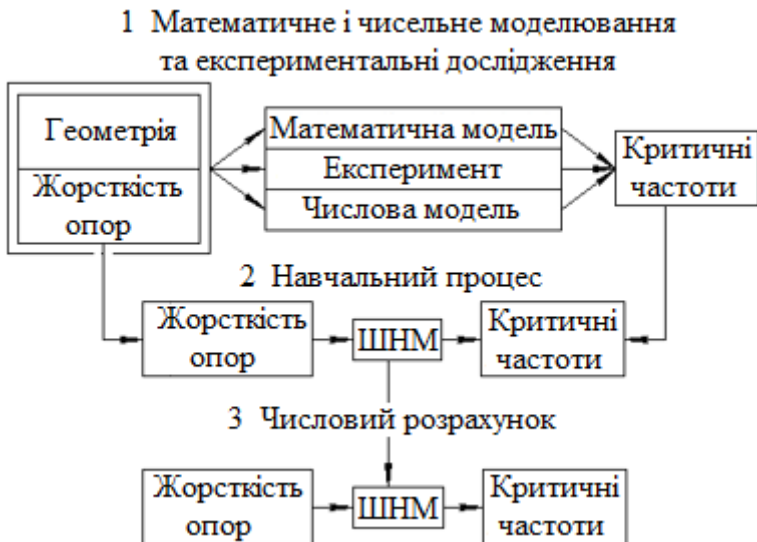 1 Математичне і чисельне моделювання
та експериментальні дослідження
Геометрія
Жорсткість
опор
Математична модель
Експеримент
Числова модель
Критичні
частоти
2 Навчальний процес
Жорсткість
опор
ШНМ
Критичні
частоти
3 Числовий розрахунок
Жорсткість
опор
ШНМ
Критичні
частоти